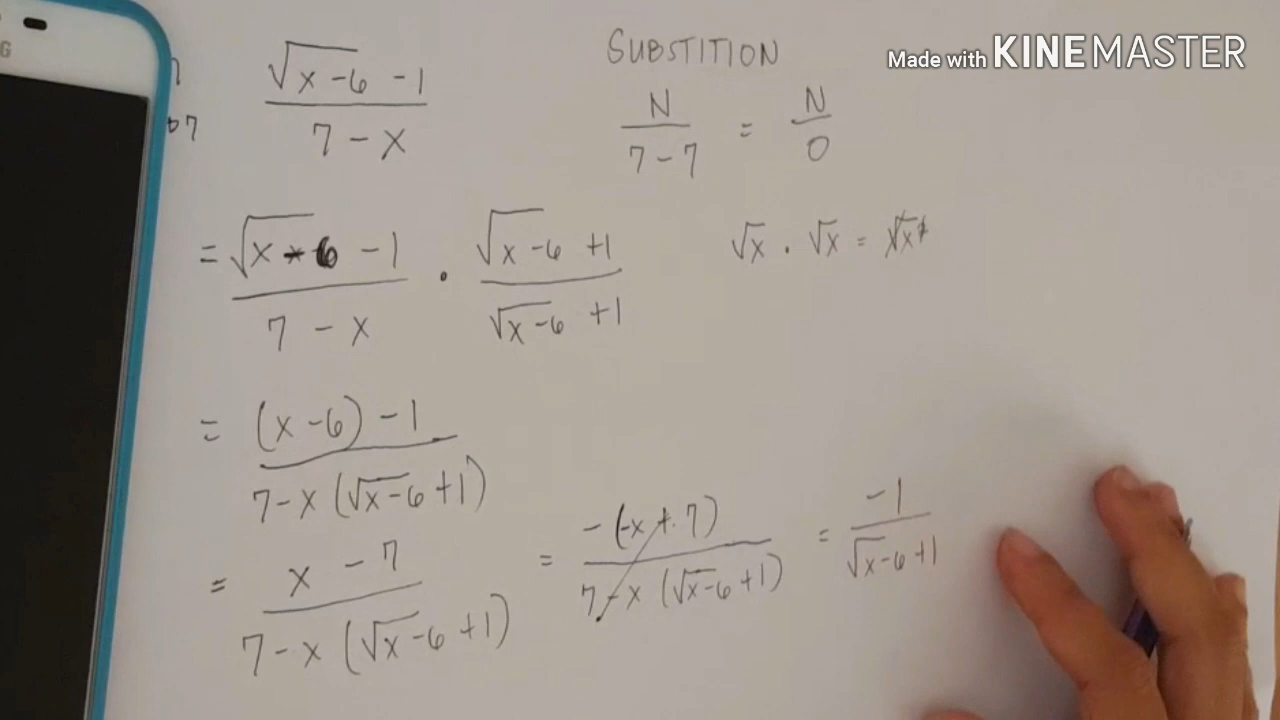 G
Made with KINEMASTER
√x-6 -1 / 7 - x
→7
SUBSTITION
N / 7-7 = N / 0
= √x-6 -1 / 7 - x · √x-6 +1 / √x-6 +1
√x · √x =
= (x-6) -1 / 7-x (√x-6 +1)
= x - 7 / 7-x (√x-6 +1) = -(-x+7) / 7-x (√x-6 +1) = -1 / √x-6 +1